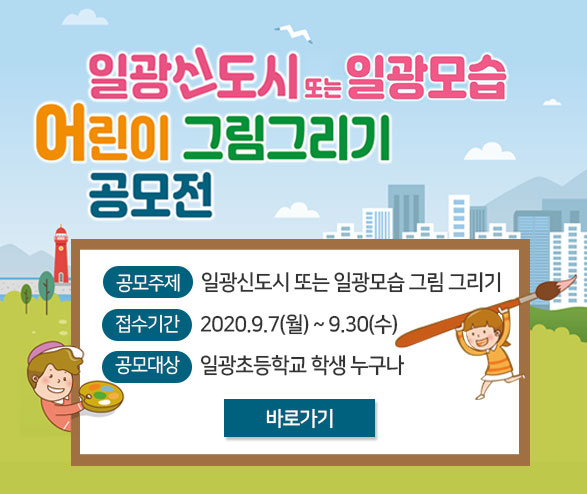 일광신도시 또는 일광모습
어린이 그림그리기
공모전
공모주제 일광신도시 또는 일광모습 그림 그리기
접수기간 2020.9.7(월) ~ 9.30(수)
공모대상 일광초등학교 학생 누구나
바로가기